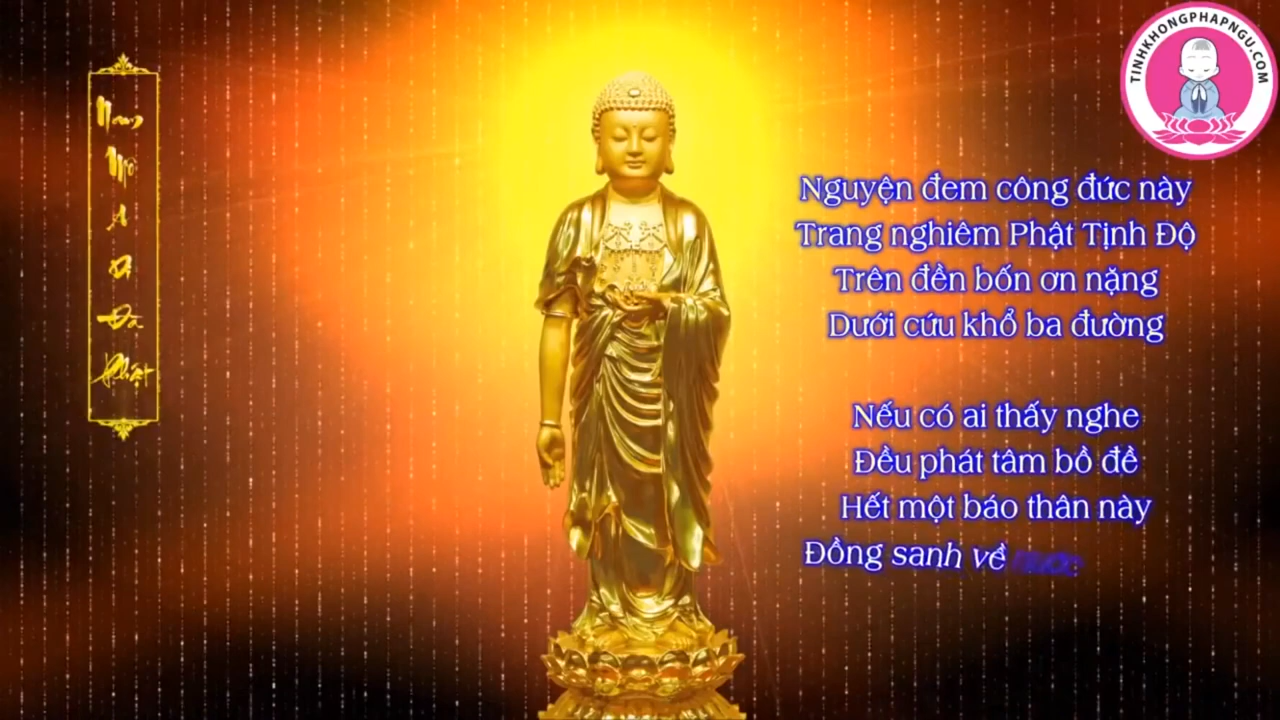 Nam
Mô
A
Di
Đà
Phật
TINHKHONGPHAPNGU.COM
Nguyện đem công đức này
Trang nghiêm Phật Tịnh Độ
Trên đền bốn ơn nặng
Dưới cứu khổ ba đường
Nếu có ai thấy nghe
Đều phát tâm bồ đề
Hết một báo thân này
Đồng sanh về